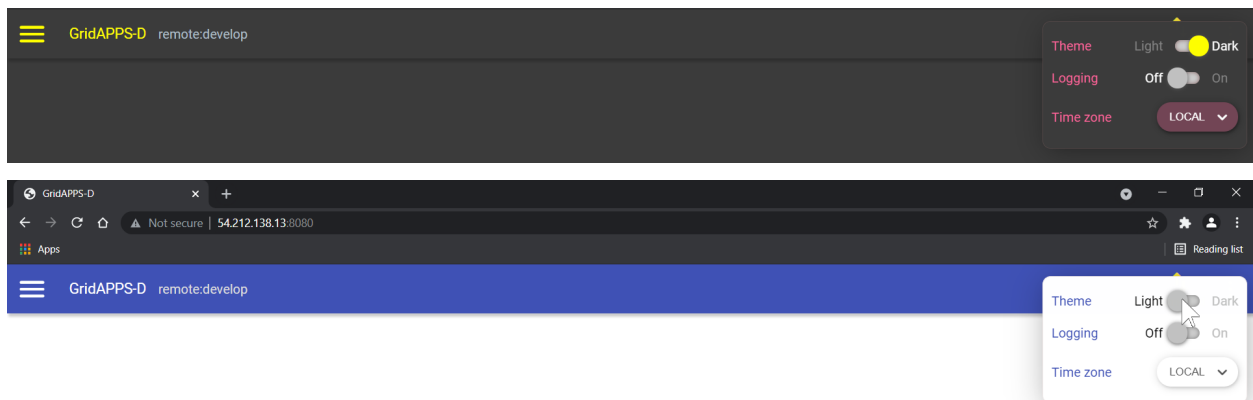 GridAPPS-D remote:develop
Theme Light Dark
Logging Off On
Time zone LOCAL
GridAPPS-D
Not secure | 54.212.138.13:8080
Apps
Reading list
GridAPPS-D remote:develop
Theme Light Dark
Logging Off On
Time zone LOCAL